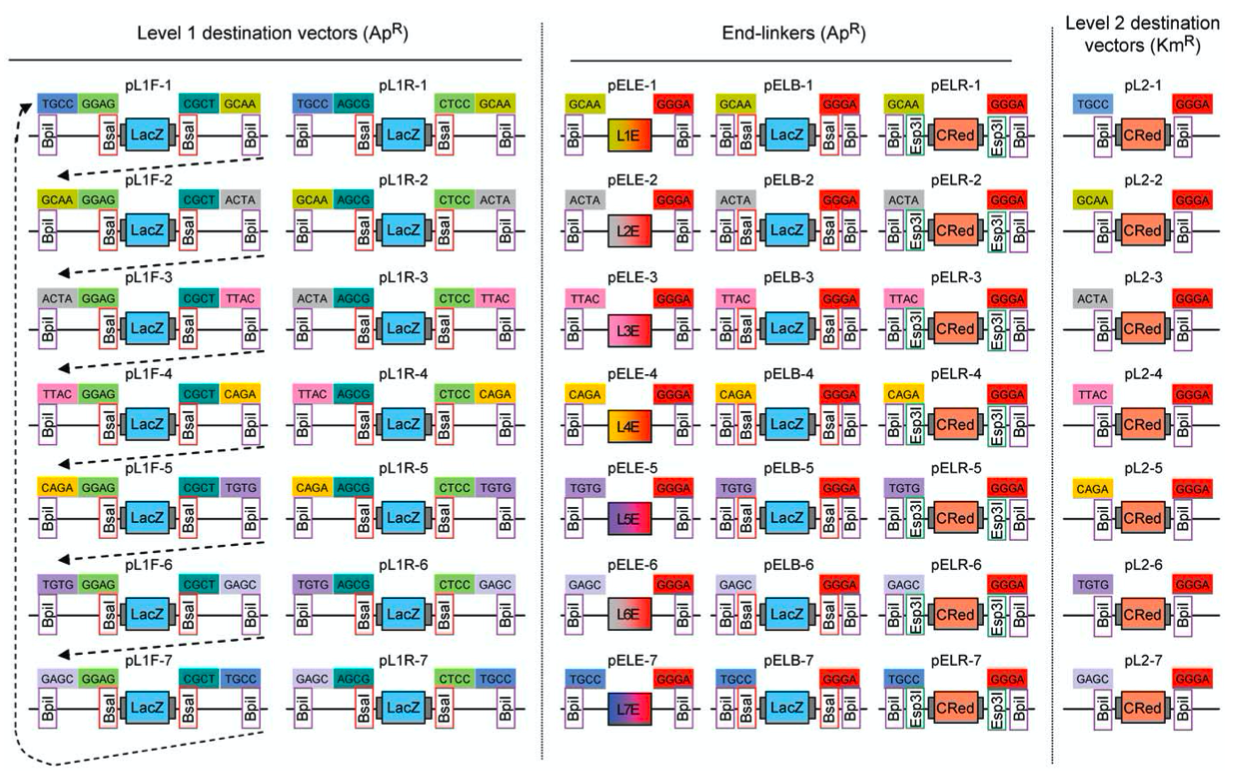 Level 1 destination vectors (ApR)
End-linkers (ApR)
Level 2 destination
vectors (KmR)
pL1F-1 pL1R-1 pELE-1 pELB-1 pELR-1 pL2-1
TGCC GGAG CGCT GCAA TGCC AGCG CTCC GCAA GCAA GGGA GCAA GGGA GCAA GGGA TGCC GGGA
BpiI BsaI LacZ BsaI BpiI BpiI BsaI LacZ BsaI BpiI BpiI L1E BpiI BpiI BsaI LacZ BsaI BpiI BpiI Esp3I CRed Esp3I BpiI BpiI CRed BpiI
pL1F-2 pL1R-2 pELE-2 pELB-2 pELR-2 pL2-2
GCAA GGAG CGCT ACTA GCAA AGCG CTCC ACTA ACTA GGGA ACTA GGGA ACTA GGGA GCAA GGGA
BpiI BsaI LacZ BsaI BpiI BpiI BsaI LacZ BsaI BpiI BpiI L2E BpiI BpiI BsaI LacZ BsaI BpiI BpiI Esp3I CRed Esp3I BpiI BpiI CRed BpiI
pL1F-3 pL1R-3 pELE-3 pELB-3 pELR-3 pL2-3
ACTA GGAG CGCT TTAC ACTA AGCG CTCC TTAC TTAC GGGA TTAC GGGA TTAC GGGA ACTA GGGA
BpiI BsaI LacZ BsaI BpiI BpiI BsaI LacZ BsaI BpiI BpiI L3E BpiI BpiI BsaI LacZ BsaI BpiI BpiI Esp3I CRed Esp3I BpiI BpiI CRed BpiI
pL1F-4 pL1R-4 pELE-4 pELB-4 pELR-4 pL2-4
TTAC GGAG CGCT CAGA TTAC AGCG CTCC CAGA CAGA GGGA CAGA GGGA CAGA GGGA TTAC GGGA
BpiI BsaI LacZ BsaI BpiI BpiI BsaI LacZ BsaI BpiI BpiI L4E BpiI BpiI BsaI LacZ BsaI BpiI BpiI Esp3I CRed Esp3I BpiI BpiI CRed BpiI
pL1F-5 pL1R-5 pELE-5 pELB-5 pELR-5 pL2-5
CAGA GGAG CGCT TGTG CAGA AGCG CTCC TGTG TGTG GGGA TGTG GGGA TGTG GGGA CAGA GGGA
BpiI BsaI LacZ BsaI BpiI BpiI BsaI LacZ BsaI BpiI BpiI L5E BpiI BpiI BsaI LacZ BsaI BpiI BpiI Esp3I CRed Esp3I BpiI BpiI CRed BpiI
pL1F-6 pL1R-6 pELE-6 pELB-6 pELR-6 pL2-6
TGTG GGAG CGCT GAGC TGTG AGCG CTCC GAGC GAGC GGGA GAGC GGGA GAGC GGGA TGTG GGGA
BpiI BsaI LacZ BsaI BpiI BpiI BsaI LacZ BsaI BpiI BpiI L6E BpiI BpiI BsaI LacZ BsaI BpiI BpiI Esp3I CRed Esp3I BpiI BpiI CRed BpiI
pL1F-7 pL1R-7 pELE-7 pELB-7 pELR-7 pL2-7
GAGC GGAG CGCT TGCC GAGC AGCG CTCC TGCC TGCC GGGA TGCC GGGA TGCC GGGA GAGC GGGA
BpiI BsaI LacZ BsaI BpiI BpiI BsaI LacZ BsaI BpiI BpiI L7E BpiI BpiI BsaI LacZ BsaI BpiI BpiI Esp3I CRed Esp3I BpiI BpiI CRed BpiI